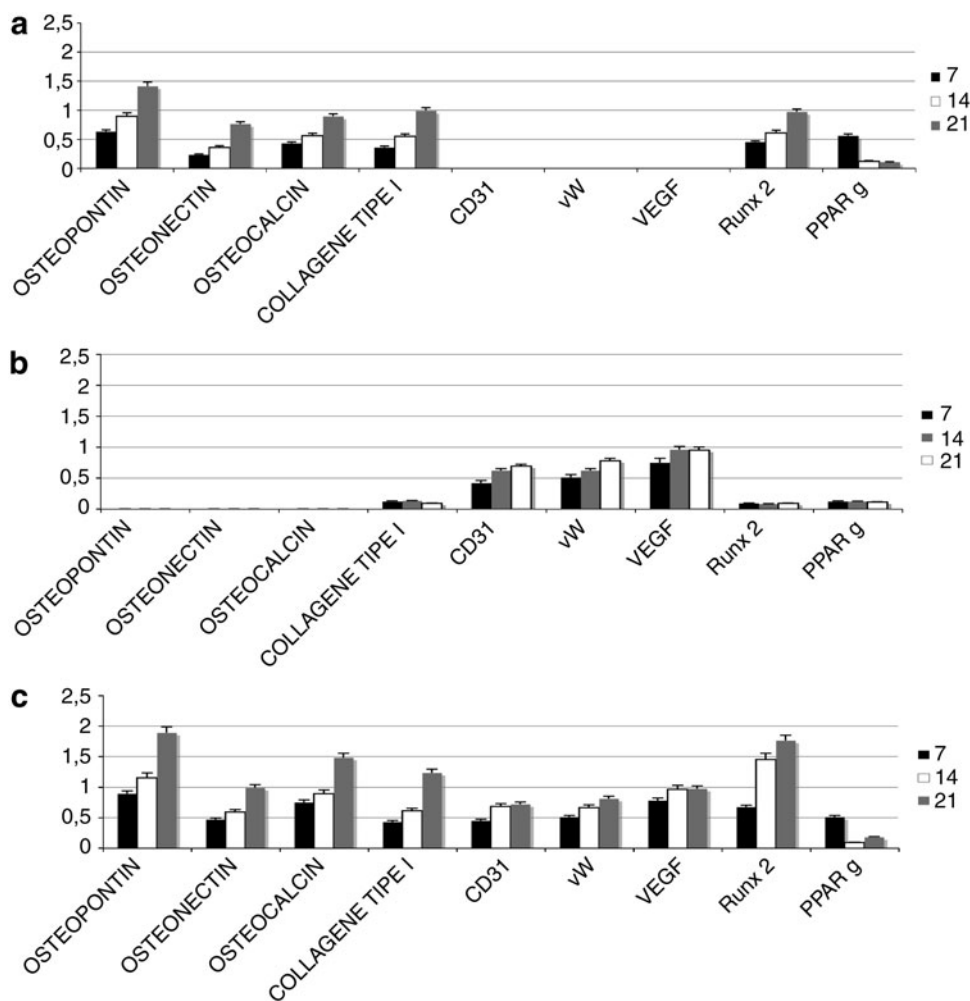 a
2,5
2
1,5
1
0,5
0
7
14
21
OSTEOPONTIN
OSTEONECTIN
OSTEOCALCIN
COLLAGENE TIPE I
CD31
vW
VEGF
Runx 2
PPAR g
b
2,5
2
1,5
1
0,5
0
7
14
21
OSTEOPONTIN
OSTEONECTIN
OSTEOCALCIN
COLLAGENE TIPE I
CD31
vW
VEGF
Runx 2
PPAR g
c
2,5
2
1,5
1
0,5
0
7
14
21
OSTEOPONTIN
OSTEONECTIN
OSTEOCALCIN
COLLAGENE TIPE I
CD31
vW
VEGF
Runx 2
PPAR g